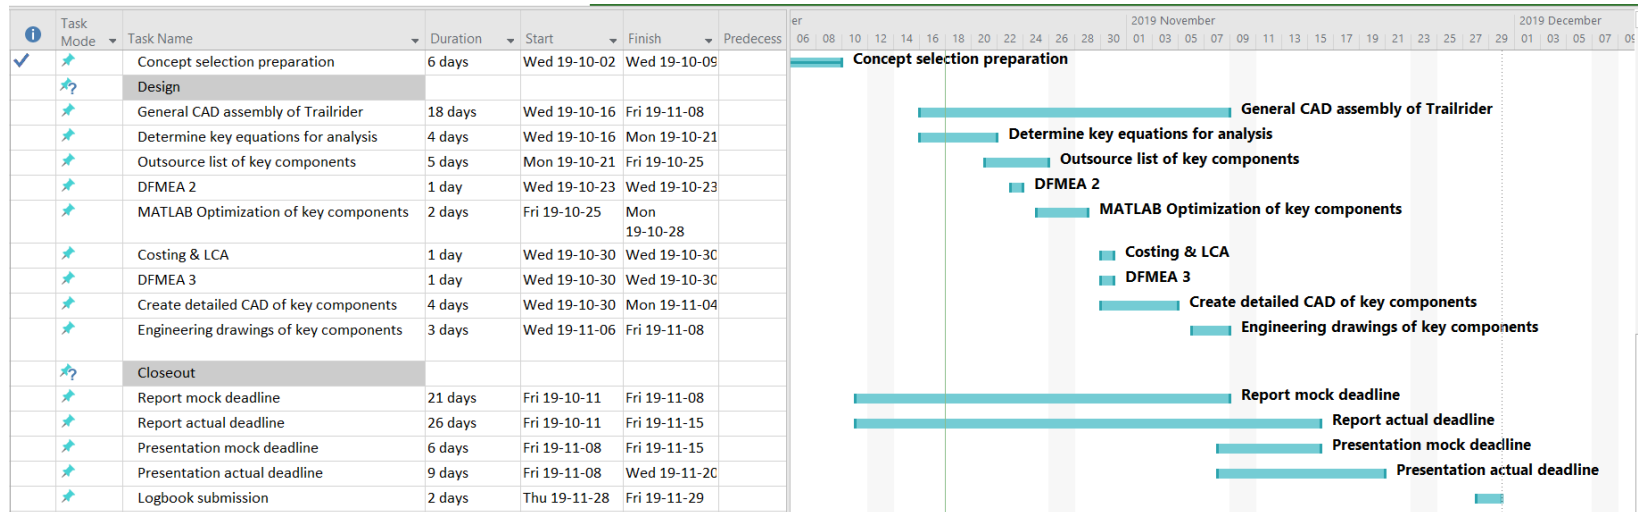 Task Mode Task Name Duration Start Finish Predecess
er 2019 November 2019 December
06 08 10 12 14 16 18 20 22 24 26 28 30 01 03 05 07 09 11 13 15 17 19 21 23 25 27 29 01 03 05 07 09
Concept selection preparation 6 days Wed 19-10-02 Wed 19-10-09 Concept selection preparation
Design
General CAD assembly of Trailrider 18 days Wed 19-10-16 Fri 19-11-08 General CAD assembly of Trailrider
Determine key equations for analysis 4 days Wed 19-10-16 Mon 19-10-21 Determine key equations for analysis
Outsource list of key components 5 days Mon 19-10-21 Fri 19-10-25 Outsource list of key components
DFMEA 2 1 day Wed 19-10-23 Wed 19-10-23 DFMEA 2
MATLAB Optimization of key components 2 days Fri 19-10-25 Mon 19-10-28 MATLAB Optimization of key components
Costing & LCA 1 day Wed 19-10-30 Wed 19-10-30 Costing & LCA
DFMEA 3 1 day Wed 19-10-30 Wed 19-10-30 DFMEA 3
Create detailed CAD of key components 4 days Wed 19-10-30 Mon 19-11-04 Create detailed CAD of key components
Engineering drawings of key components 3 days Wed 19-11-06 Fri 19-11-08 Engineering drawings of key components
Closeout
Report mock deadline 21 days Fri 19-10-11 Fri 19-11-08 Report mock deadline
Report actual deadline 26 days Fri 19-10-11 Fri 19-11-15 Report actual deadline
Presentation mock deadline 6 days Fri 19-11-08 Fri 19-11-15 Presentation mock deadline
Presentation actual deadline 9 days Fri 19-11-08 Wed 19-11-20 Presentation actual deadline
Logbook submission 2 days Thu 19-11-28 Fri 19-11-29